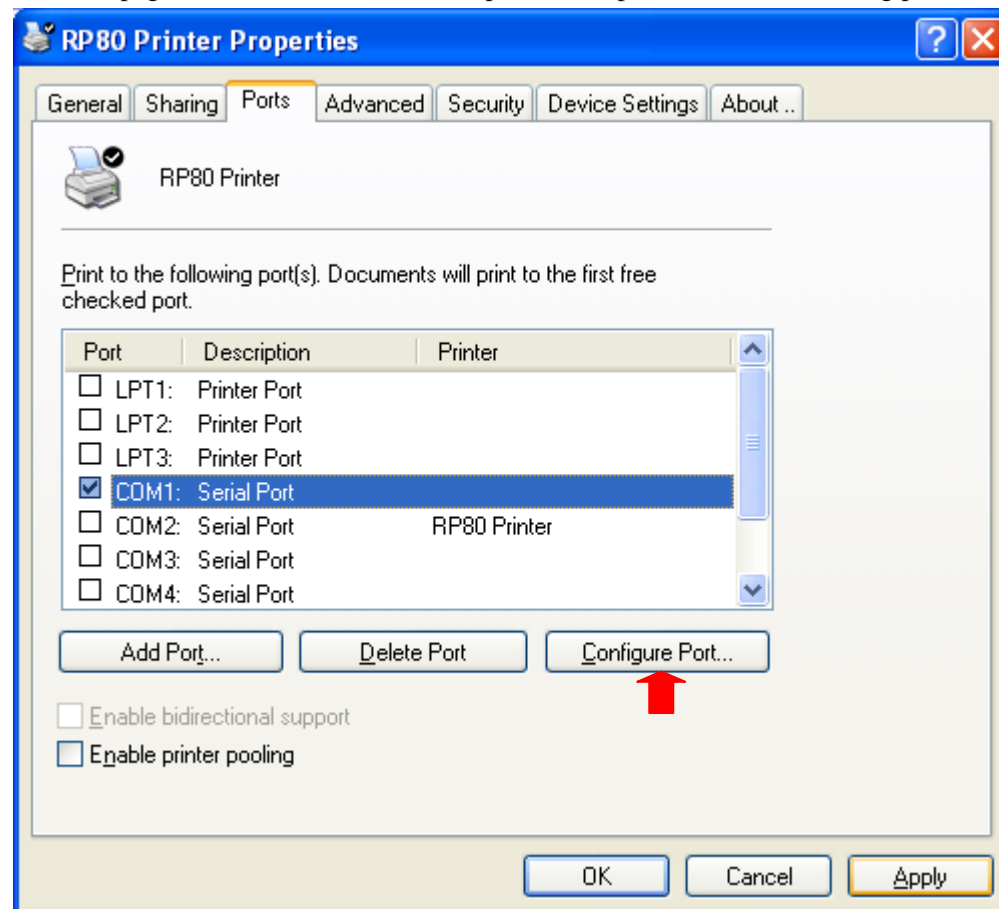 RP80 Printer Properties
General Sharing Ports Advanced Security Device Settings About ..
RP80 Printer
Print to the following port(s). Documents will print to the first free
checked port.
Port Description Printer
LPT1: Printer Port
LPT2: Printer Port
LPT3: Printer Port
COM1: Serial Port
COM2: Serial Port RP80 Printer
COM3: Serial Port
COM4: Serial Port
Add Port... Delete Port Configure Port...
Enable bidirectional support
Enable printer pooling
OK Cancel Apply